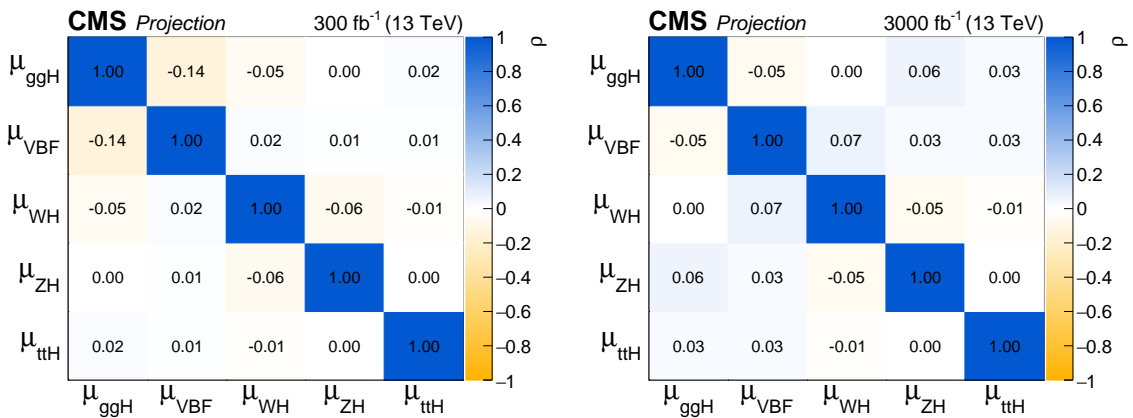 CMS Projection 300 fb⁻¹ (13 TeV)
μggH 1.00 -0.14 -0.05 0.00 0.02
μVBF -0.14 1.00 0.02 0.01 0.01
μWH -0.05 0.02 1.00 -0.06 -0.01
μZH 0.00 0.01 -0.06 1.00 0.00
μttH 0.02 0.01 -0.01 0.00 1.00
μggH μVBF μWH μZH μttH
ρ
1
0.8
0.6
0.4
0.2
0
−0.2
−0.4
−0.6
−0.8
−1
CMS Projection 3000 fb⁻¹ (13 TeV)
μggH 1.00 -0.05 0.00 0.06 0.03
μVBF -0.05 1.00 0.07 0.03 0.03
μWH 0.00 0.07 1.00 -0.05 -0.01
μZH 0.06 0.03 -0.05 1.00 0.00
μttH 0.03 0.03 -0.01 0.00 1.00
μggH μVBF μWH μZH μttH
ρ
1
0.8
0.6
0.4
0.2
0
−0.2
−0.4
−0.6
−0.8
−1